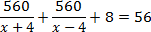 560/(x + 4) + 560/(x − 4) + 8 = 56